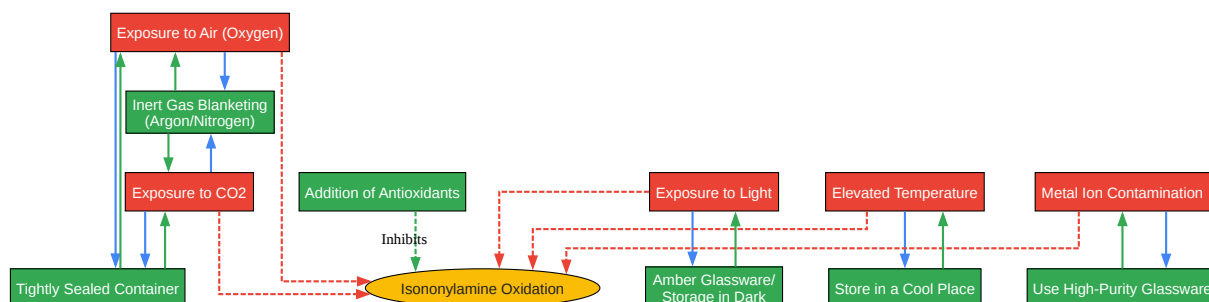 Exposure to Air (Oxygen)
Inert Gas Blanketing
(Argon/Nitrogen)
Exposure to CO2
Addition of Antioxidants
Exposure to Light
Elevated Temperature
Metal Ion Contamination
Inhibits
Tightly Sealed Container
Isononylamine Oxidation
Amber Glassware/
Storage in Dark
Store in a Cool Place
Use High-Purity Glassware